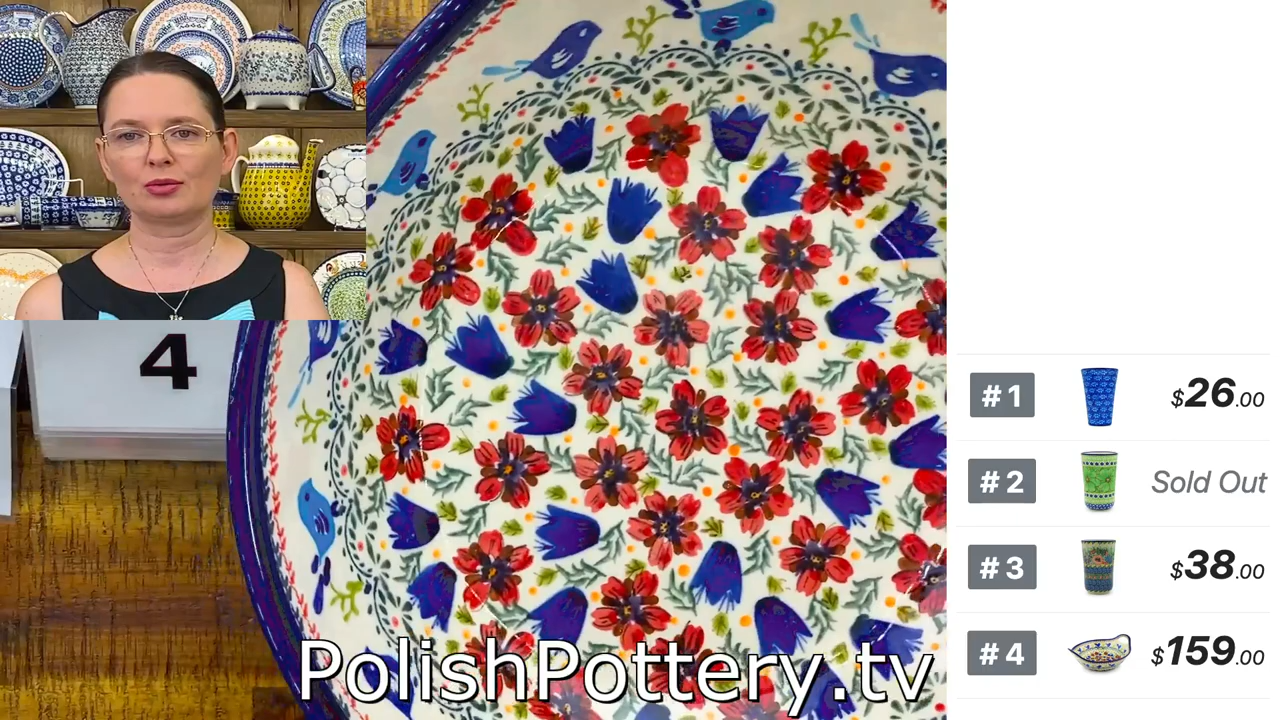 4
PolishPottery.tv
#1 $26.00
#2 Sold Out
#3 $38.00
#4 $159.00